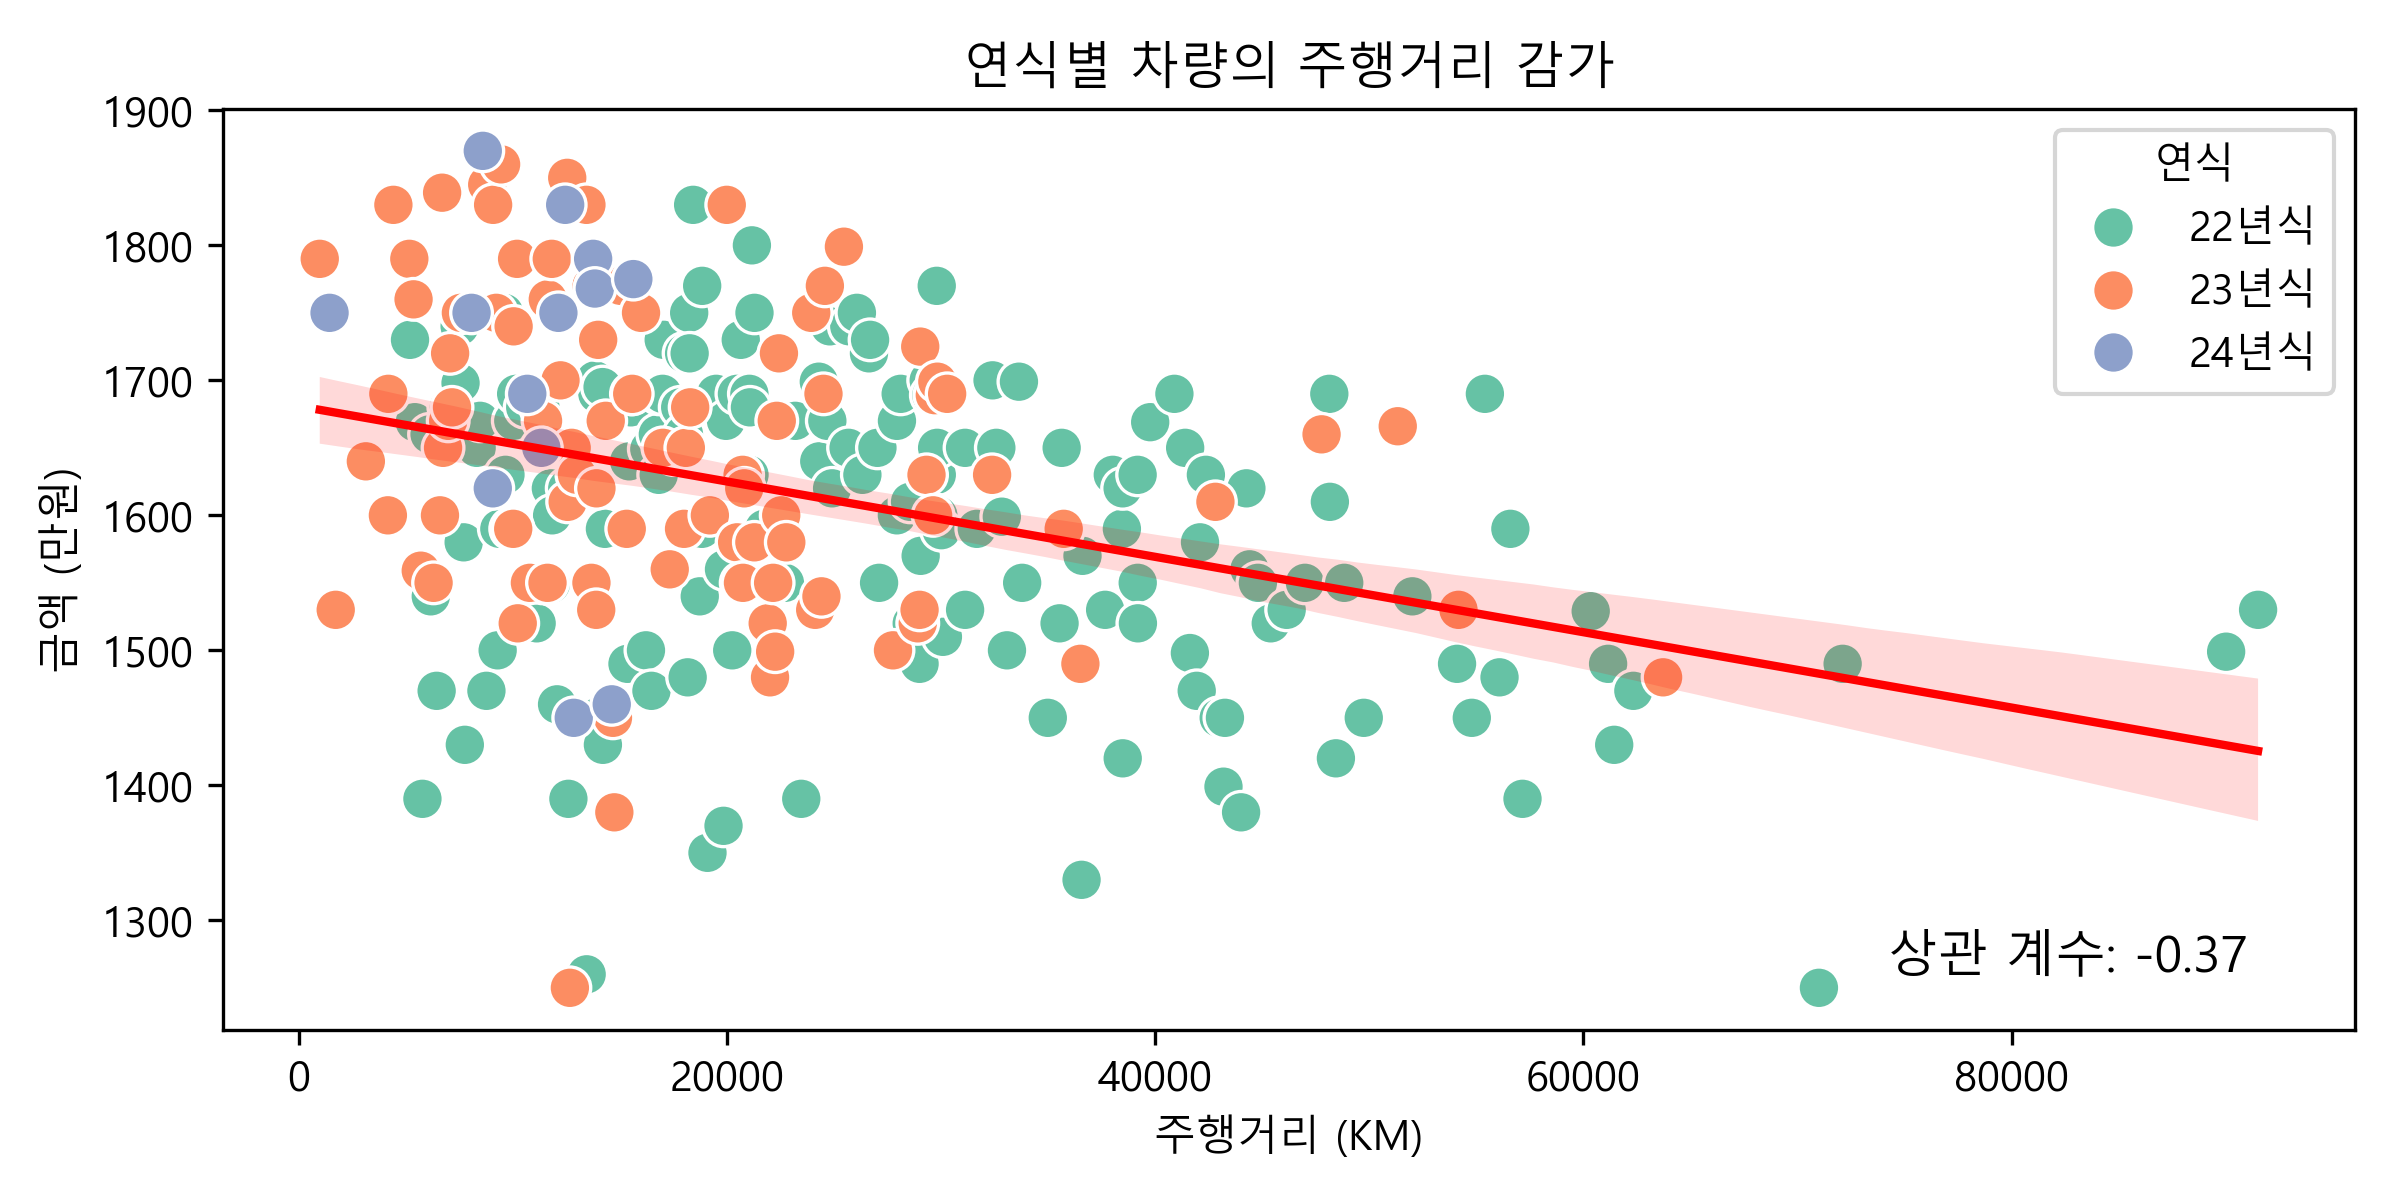 연식별 차량의 주행거리 감가
1900
1800
1700
1600
1500
1400
1300
금액 (만원)
연식
22년식
23년식
24년식
상관 계수: -0.37
0 20000 40000 60000 80000
주행거리 (KM)